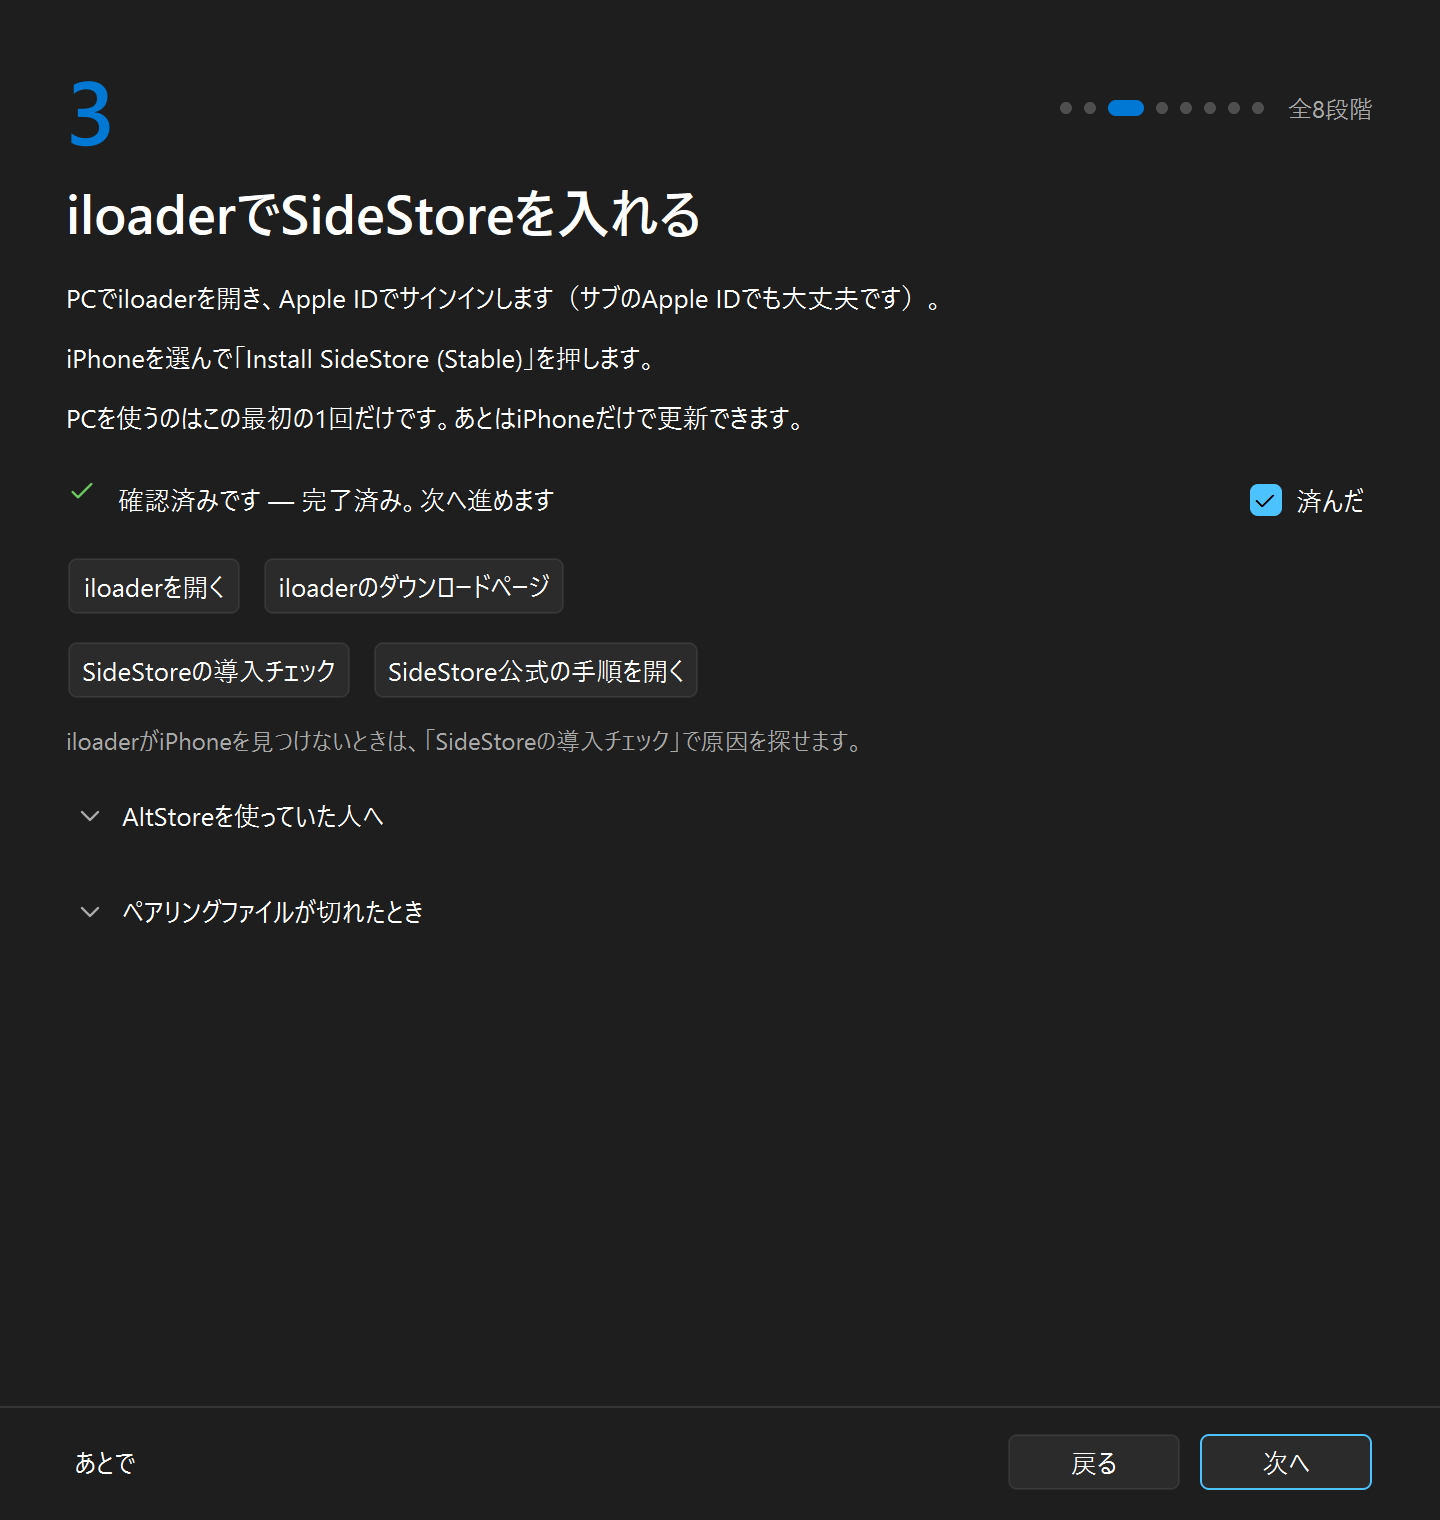 3
全8段階
iloaderでSideStoreを入れる
PCでiloaderを開き、Apple IDでサインインします（サブのApple IDでも大丈夫です）。
iPhoneを選んで「Install SideStore (Stable)」を押します。
PCを使うのはこの最初の1回だけです。あとはiPhoneだけで更新できます。
確認済みです — 完了済み。次へ進めます
済んだ
iloaderを開く
iloaderのダウンロードページ
SideStoreの導入チェック
SideStore公式の手順を開く
iloaderがiPhoneを見つけないときは、「SideStoreの導入チェック」で原因を探せます。
AltStoreを使っていた人へ
ペアリングファイルが切れたとき
あとで
戻る
次へ